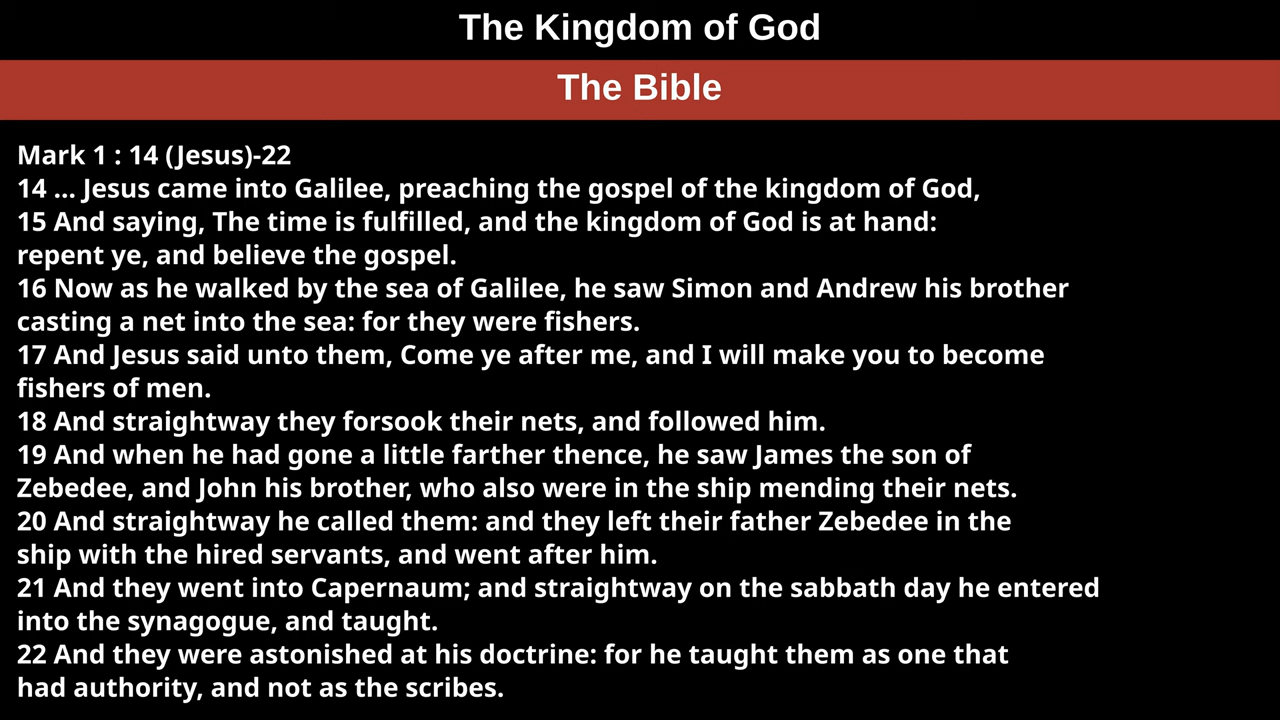 The Kingdom of God
The Bible
Mark 1 : 14 (Jesus)-22
14 ... Jesus came into Galilee, preaching the gospel of the kingdom of God,
15 And saying, The time is fulfilled, and the kingdom of God is at hand:
repent ye, and believe the gospel.
16 Now as he walked by the sea of Galilee, he saw Simon and Andrew his brother
casting a net into the sea: for they were fishers.
17 And Jesus said unto them, Come ye after me, and I will make you to become
fishers of men.
18 And straightway they forsook their nets, and followed him.
19 And when he had gone a little farther thence, he saw James the son of
Zebedee, and John his brother, who also were in the ship mending their nets.
20 And straightway he called them: and they left their father Zebedee in the
ship with the hired servants, and went after him.
21 And they went into Capernaum; and straightway on the sabbath day he entered
into the synagogue, and taught.
22 And they were astonished at his doctrine: for he taught them as one that
had authority, and not as the scribes.